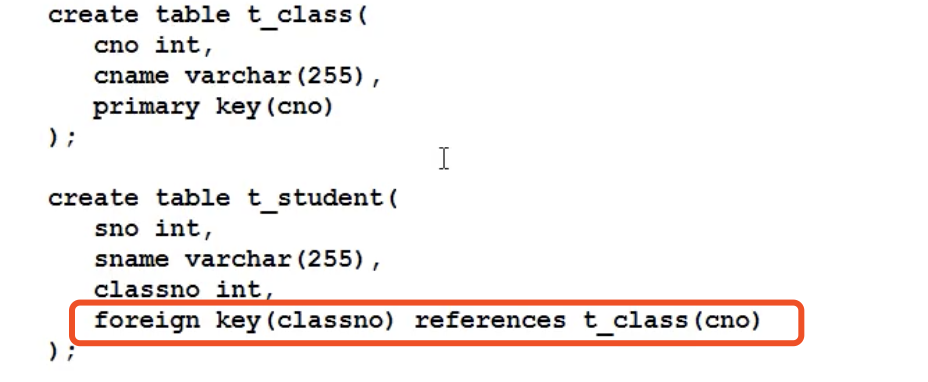 create table t_class(
cno int,
cname varchar(255),
primary key(cno)
);
create table t_student(
sno int,
sname varchar(255),
classno int,
foreign key(classno) references t_class(cno)
);